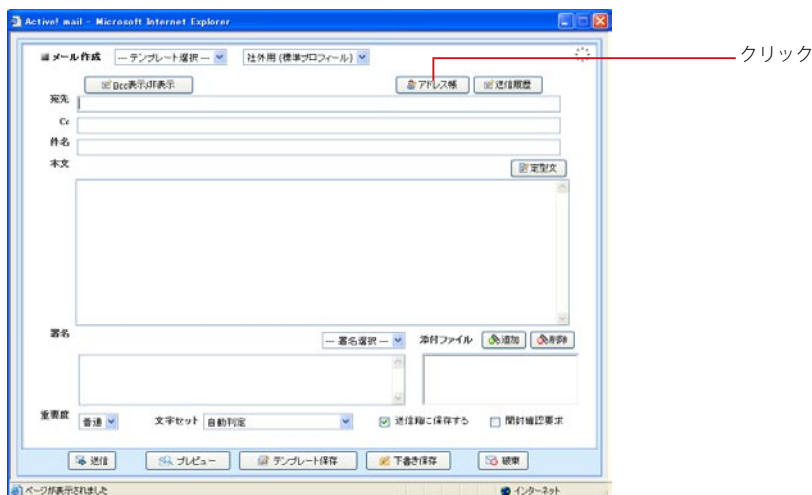 Active! mail - Microsoft Internet Explorer
メール作成 --- テンプレート選択 --- 社外用 (標準プロフィール)
クリック
Bcc表示/非表示 アドレス帳 送信履歴
宛先
Cc
件名
本文 定型文
署名 --- 署名選択 --- 添付ファイル 追加 削除
重要度 普通 文字セット 自動判定 送信箱に保存する 開封確認要求
送信 プレビュー テンプレート保存 下書き保存 破棄
ページが表示されました インターネット